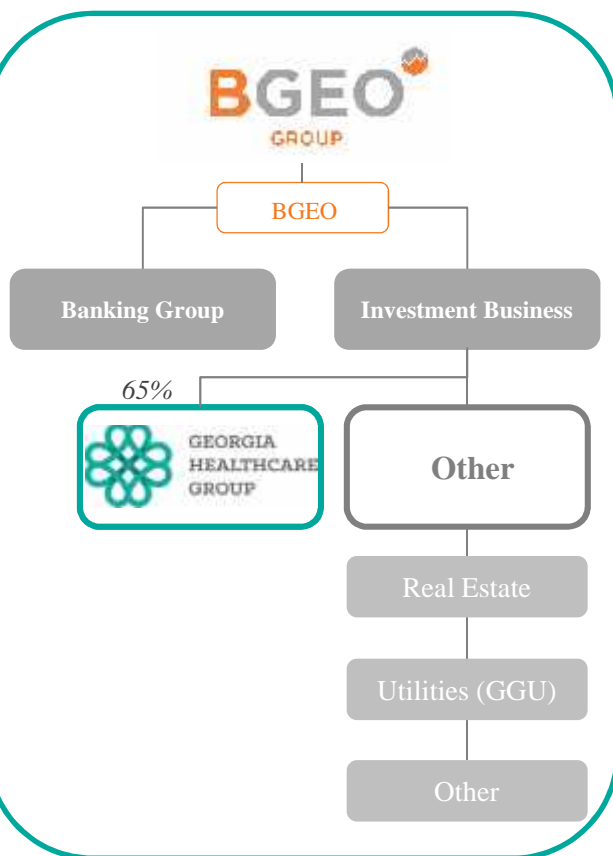 BGEO
GROUP
BGEO
Banking Group
Investment Business
65%
GEORGIA
HEALTHCARE
GROUP
Other
Real Estate
Utilities (GGU)
Other